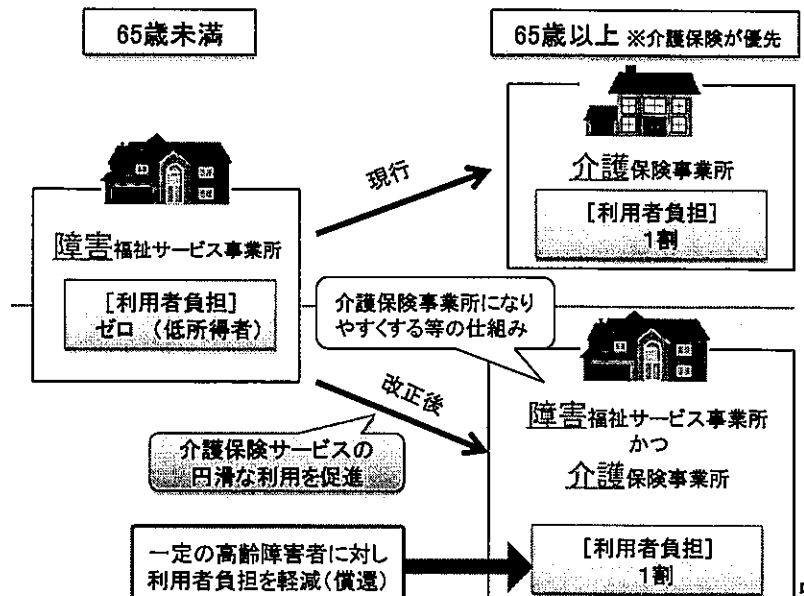 65歳未満
65歳以上 ※介護保険が優先
障害福祉サービス事業所
[利用者負担]
ゼロ （低所得者）
現行
介護保険事業所
[利用者負担]
1割
介護保険事業所になり
やすくする等の仕組み
改正後
介護保険サービスの
円滑な利用を促進
障害福祉サービス事業所
かつ
介護保険事業所
一定の高齢障害者に対し
利用者負担を軽減(償還)
[利用者負担]
1割